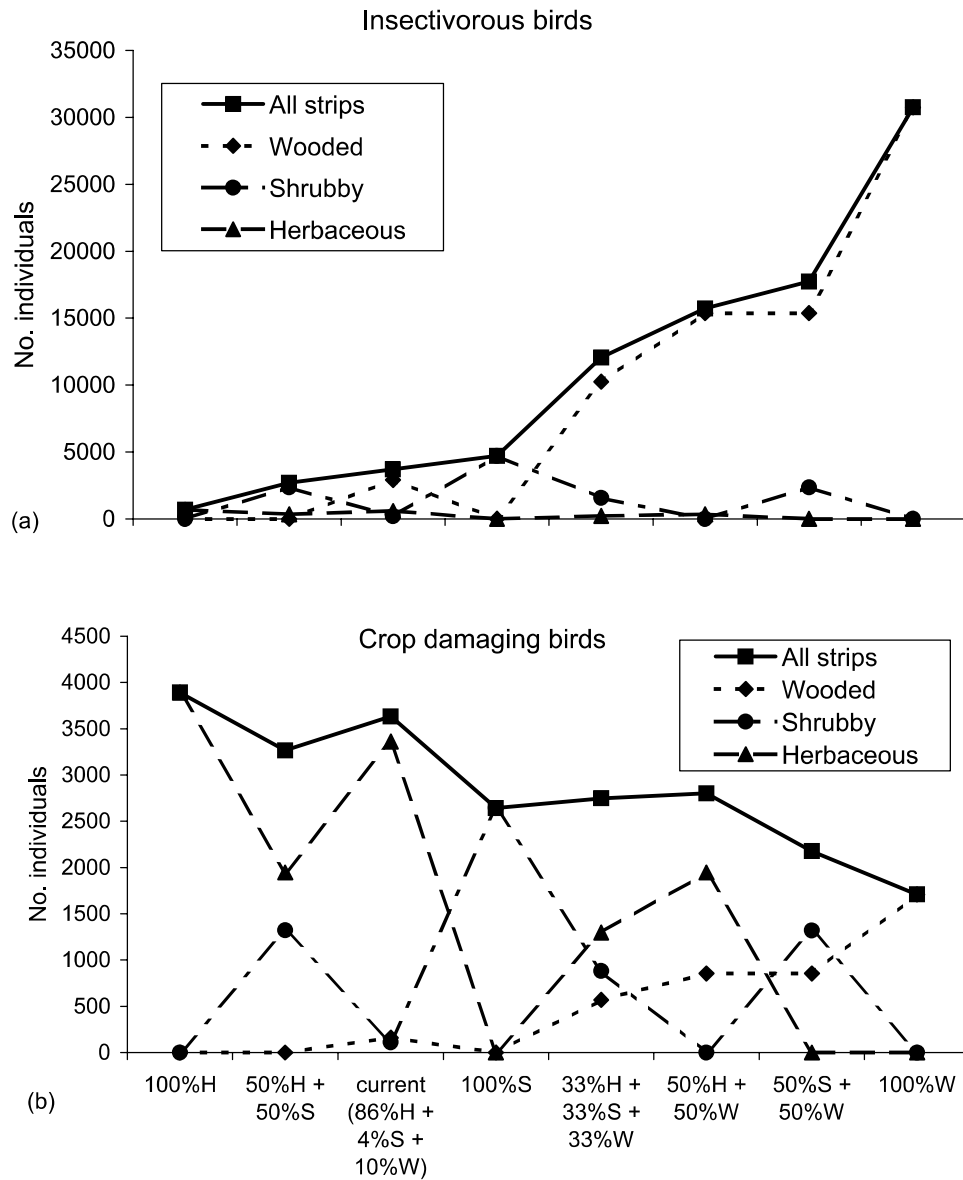 Insectivorous birds
35000
30000
25000
20000
15000
10000
5000
0
No. individuals
All strips
Wooded
Shrubby
Herbaceous
(a)
Crop damaging birds
4500
4000
3500
3000
2500
2000
1500
1000
500
0
No. individuals
All strips
Wooded
Shrubby
Herbaceous
100%H
50%H +
50%S
current
(86%H +
4%S +
10%W)
100%S
33%H +
33%S +
33%W
50%H +
50%W
50%S +
50%W
100%W
(b)